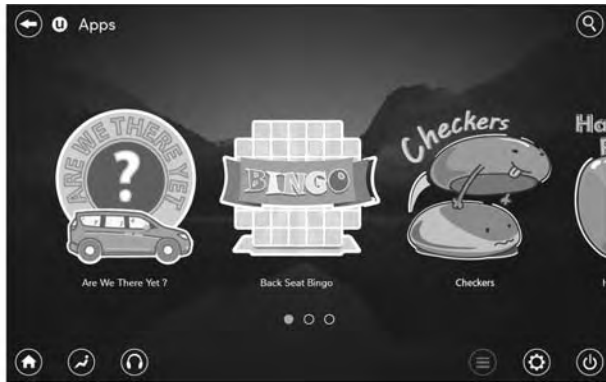 u Apps
ARE WE THERE YET
?
BINGO
Checkers
Are We There Yet ?
Back Seat Bingo
Checkers